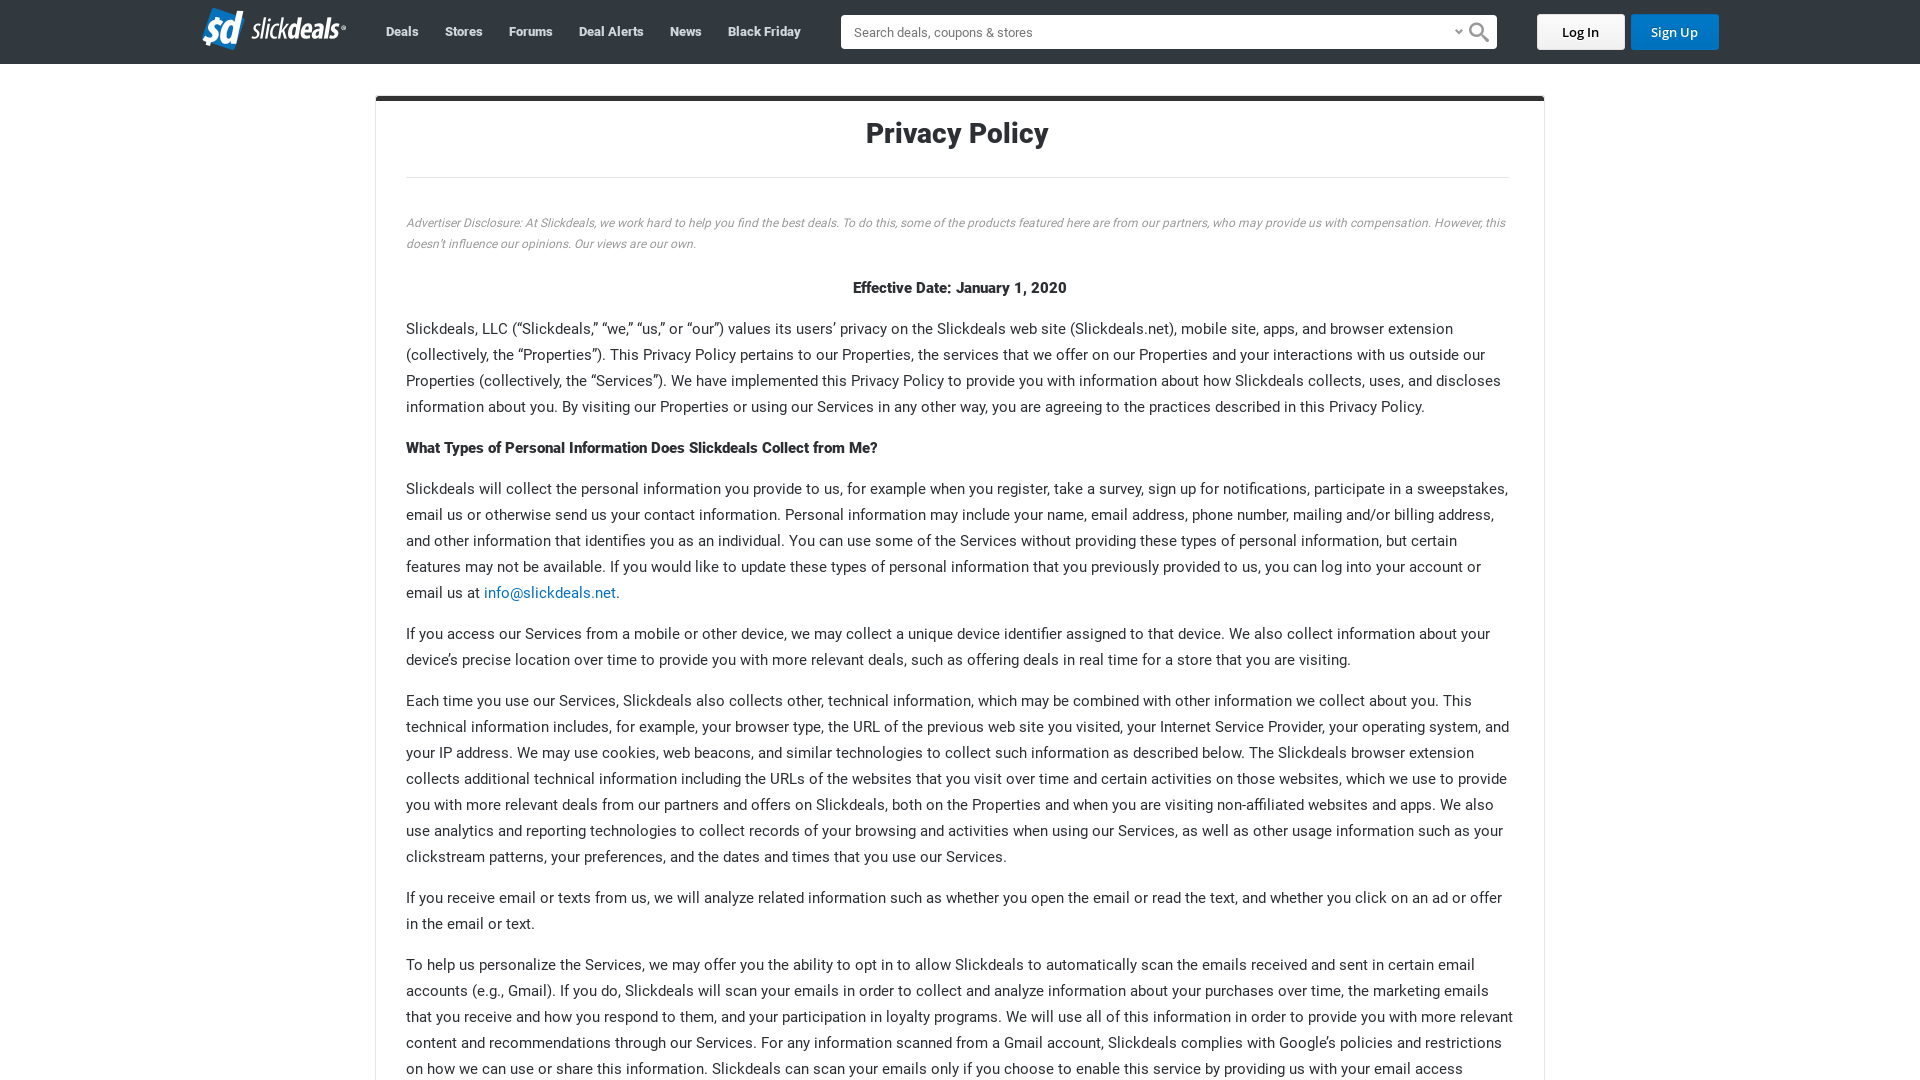 sd slickdeals®
Deals Stores Forums Deal Alerts News Black Friday Search deals, coupons & stores Log In Sign Up
Privacy Policy
Advertiser Disclosure: At Slickdeals, we work hard to help you find the best deals. To do this, some of the products featured here are from our partners, who may provide us with compensation. However, this
doesn’t influence our opinions. Our views are our own.
Effective Date: January 1, 2020
Slickdeals, LLC (“Slickdeals,” “we,” “us,” or “our”) values its users’ privacy on the Slickdeals web site (Slickdeals.net), mobile site, apps, and browser extension
(collectively, the “Properties”). This Privacy Policy pertains to our Properties, the services that we offer on our Properties and your interactions with us outside our
Properties (collectively, the “Services”). We have implemented this Privacy Policy to provide you with information about how Slickdeals collects, uses, and discloses
information about you. By visiting our Properties or using our Services in any other way, you are agreeing to the practices described in this Privacy Policy.
What Types of Personal Information Does Slickdeals Collect from Me?
Slickdeals will collect the personal information you provide to us, for example when you register, take a survey, sign up for notifications, participate in a sweepstakes,
email us or otherwise send us your contact information. Personal information may include your name, email address, phone number, mailing and/or billing address,
and other information that identifies you as an individual. You can use some of the Services without providing these types of personal information, but certain
features may not be available. If you would like to update these types of personal information that you previously provided to us, you can log into your account or
email us at info@slickdeals.net.
If you access our Services from a mobile or other device, we may collect a unique device identifier assigned to that device. We also collect information about your
device’s precise location over time to provide you with more relevant deals, such as offering deals in real time for a store that you are visiting.
Each time you use our Services, Slickdeals also collects other, technical information, which may be combined with other information we collect about you. This
technical information includes, for example, your browser type, the URL of the previous web site you visited, your Internet Service Provider, your operating system, and
your IP address. We may use cookies, web beacons, and similar technologies to collect such information as described below. The Slickdeals browser extension
collects additional technical information including the URLs of the websites that you visit over time and certain activities on those websites, which we use to provide
you with more relevant deals from our partners and offers on Slickdeals, both on the Properties and when you are visiting non-affiliated websites and apps. We also
use analytics and reporting technologies to collect records of your browsing and activities when using our Services, as well as other usage information such as your
clickstream patterns, your preferences, and the dates and times that you use our Services.
If you receive email or texts from us, we will analyze related information such as whether you open the email or read the text, and whether you click on an ad or offer
in the email or text.
To help us personalize the Services, we may offer you the ability to opt in to allow Slickdeals to automatically scan the emails received and sent in certain email
accounts (e.g., Gmail). If you do, Slickdeals will scan your emails in order to collect and analyze information about your purchases over time, the marketing emails
that you receive and how you respond to them, and your participation in loyalty programs. We will use all of this information in order to provide you with more relevant
content and recommendations through our Services. For any information scanned from a Gmail account, Slickdeals complies with Google’s policies and restrictions
on how we can use or share this information. Slickdeals can scan your emails only if you choose to enable this service by providing us with your email access